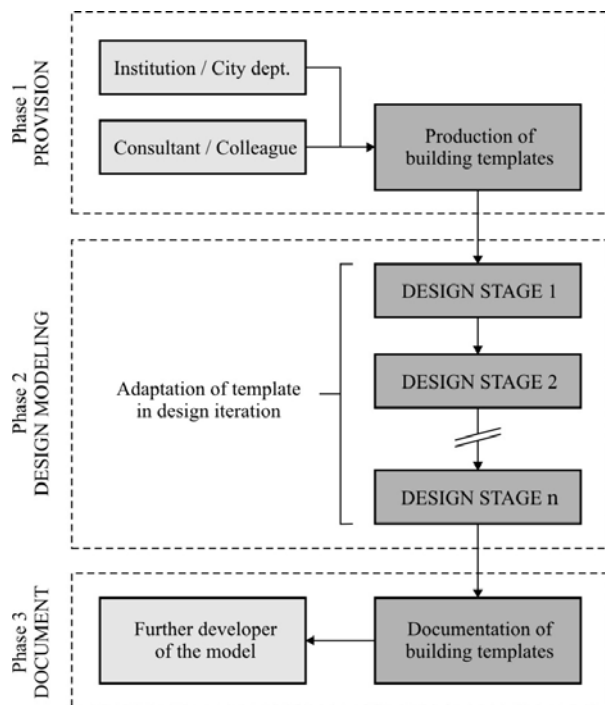 Phase 1
PROVISION
Institution / City dept.
Consultant / Colleague
Production of
building templates
Phase 2
DESIGN MODELING
Adaptation of template
in design iteration
DESIGN STAGE 1
DESIGN STAGE 2
DESIGN STAGE n
Phase 3
DOCUMENT
Further developer
of the model
Documentation of
building templates